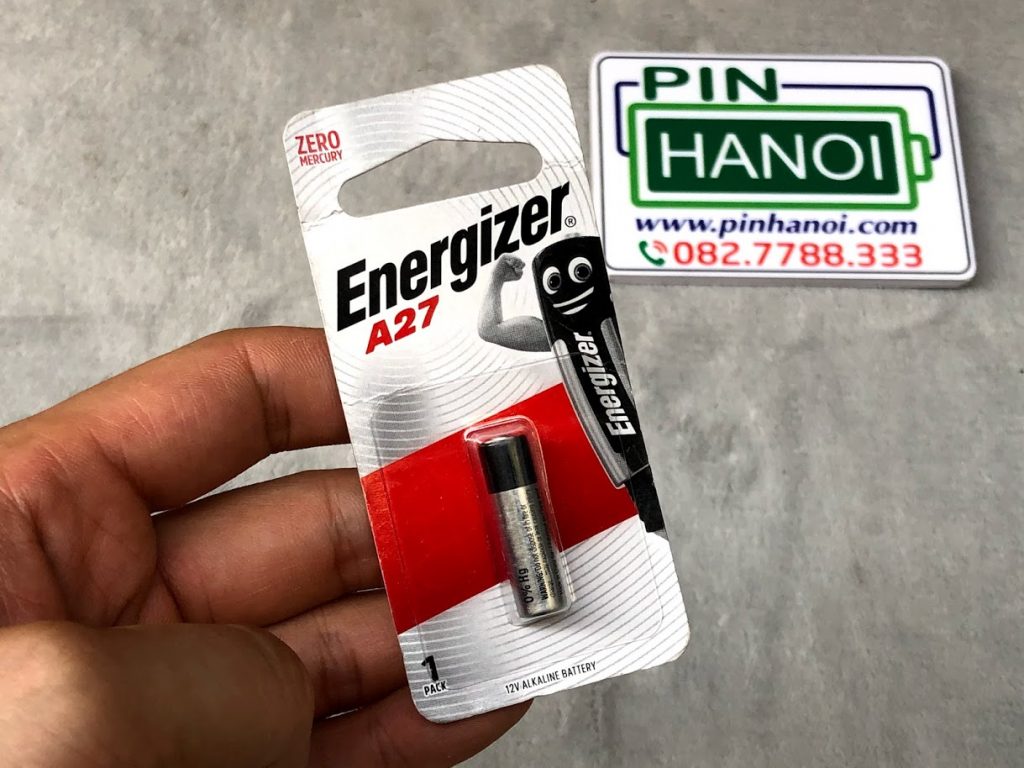 ZERO
MERCURY
Energizer®
A27
Energizer
0% Hg
1
PACK
12V ALKALINE BATTERY
PIN
HANOI
www.pinhanoi.com
082.7788.333